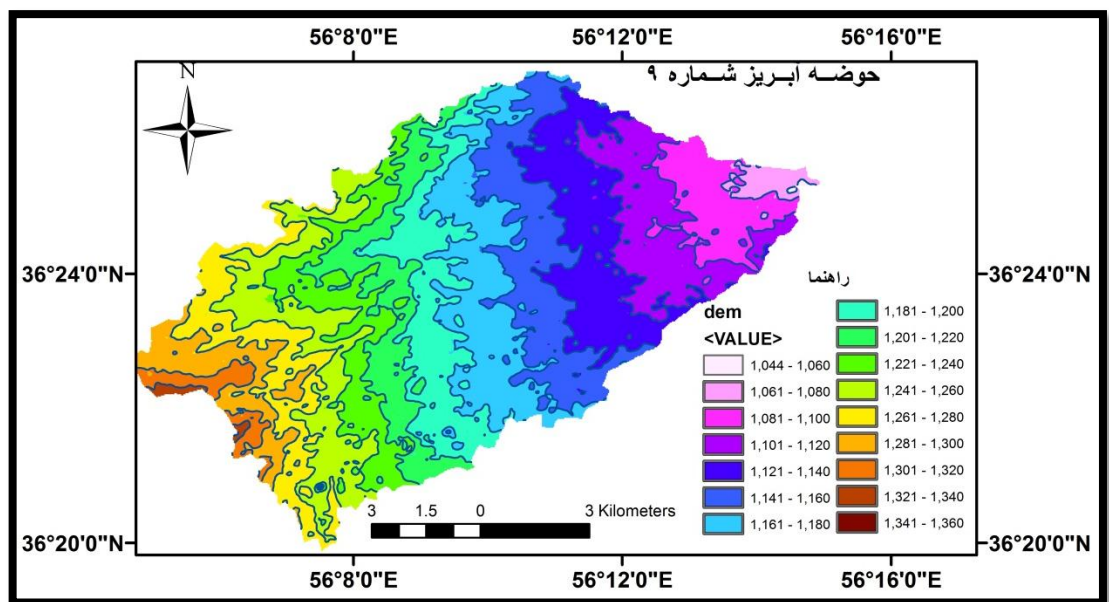 56°8'0"E 56°12'0"E 56°16'0"E
N
حوضــه آبــریز شــماره ۹
36°24'0"N 36°24'0"N
راهنما
dem
<VALUE>
1,044 - 1,060
1,061 - 1,080
1,081 - 1,100
1,101 - 1,120
1,121 - 1,140
1,141 - 1,160
1,161 - 1,180
1,181 - 1,200
1,201 - 1,220
1,221 - 1,240
1,241 - 1,260
1,261 - 1,280
1,281 - 1,300
1,301 - 1,320
1,321 - 1,340
1,341 - 1,360
3 1.5 0 3 Kilometers
36°20'0"N 36°20'0"N
56°8'0"E 56°12'0"E 56°16'0"E